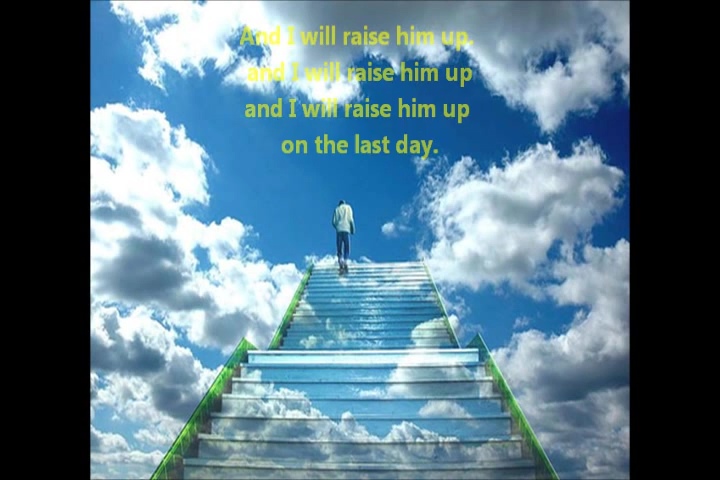 And I will raise him up.
and I will raise him up
and I will raise him up
on the last day.